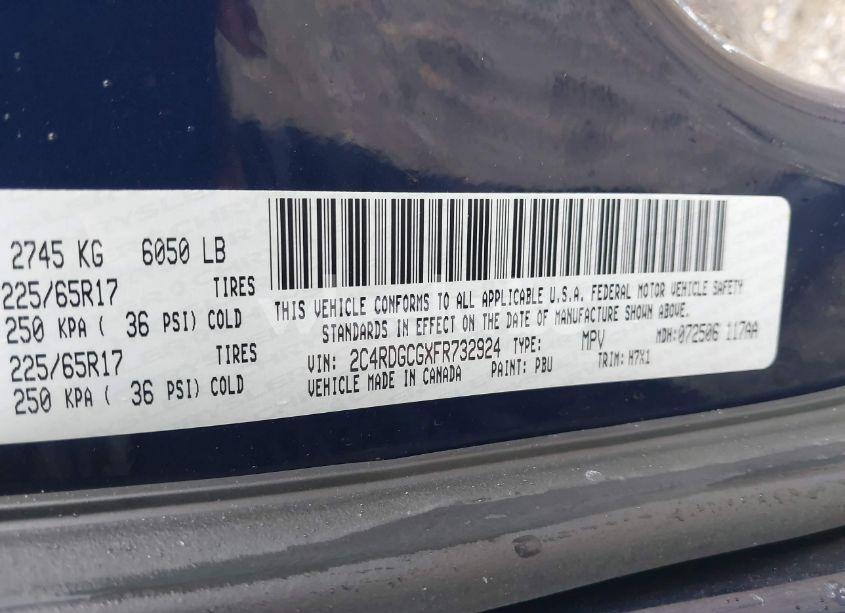 2745 KG 6050 LB
225/65R17 TIRES
250 KPA ( 36 PSI) COLD
225/65R17 TIRES
250 KPA ( 36 PSI) COLD
THIS VEHICLE CONFORMS TO ALL APPLICABLE U.S.A. FEDERAL MOTOR VEHICLE SAFETY
STANDARDS IN EFFECT ON THE DATE OF MANUFACTURE SHOWN ABOVE.
VIN: 2C4RDGCGXFR732924 TYPE: MPV MDH:072506 117AA
VEHICLE MADE IN CANADA PAINT: PBU TRIM: H7X1